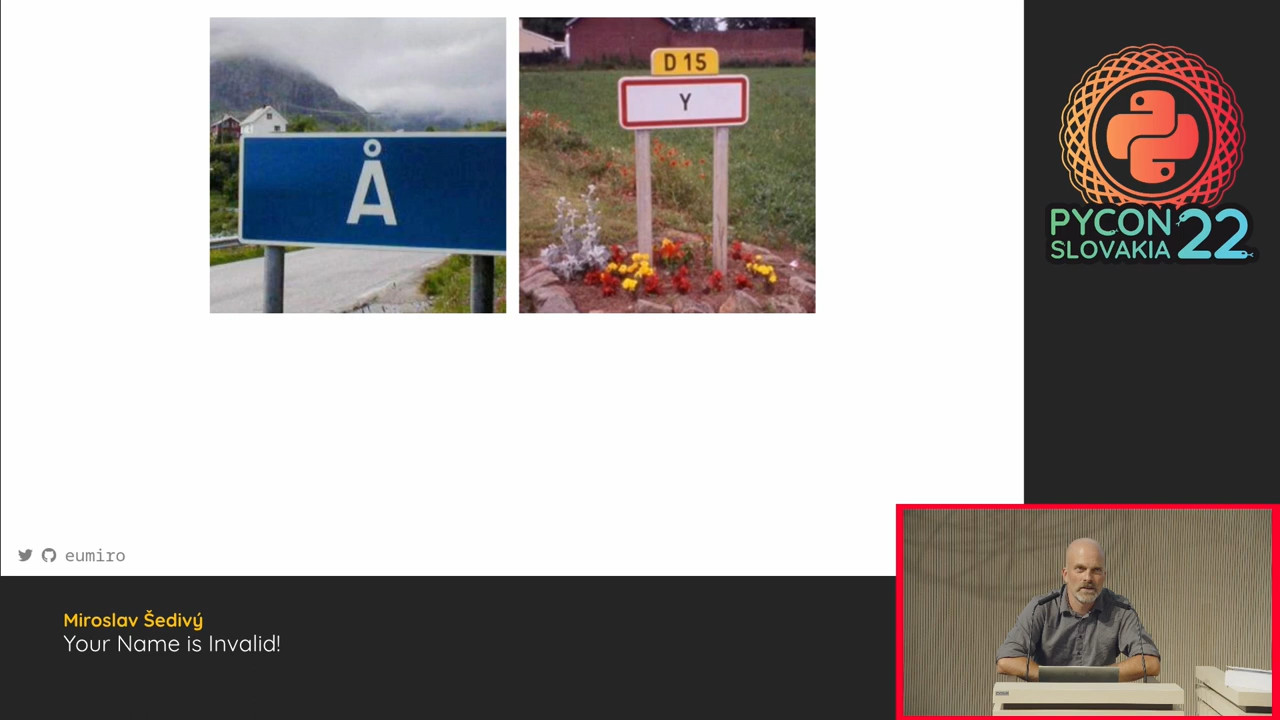 Å
D 15
Y
PYCON
SLOVAKIA 22
eumiro
Miroslav Šedivý
Your Name is Invalid!